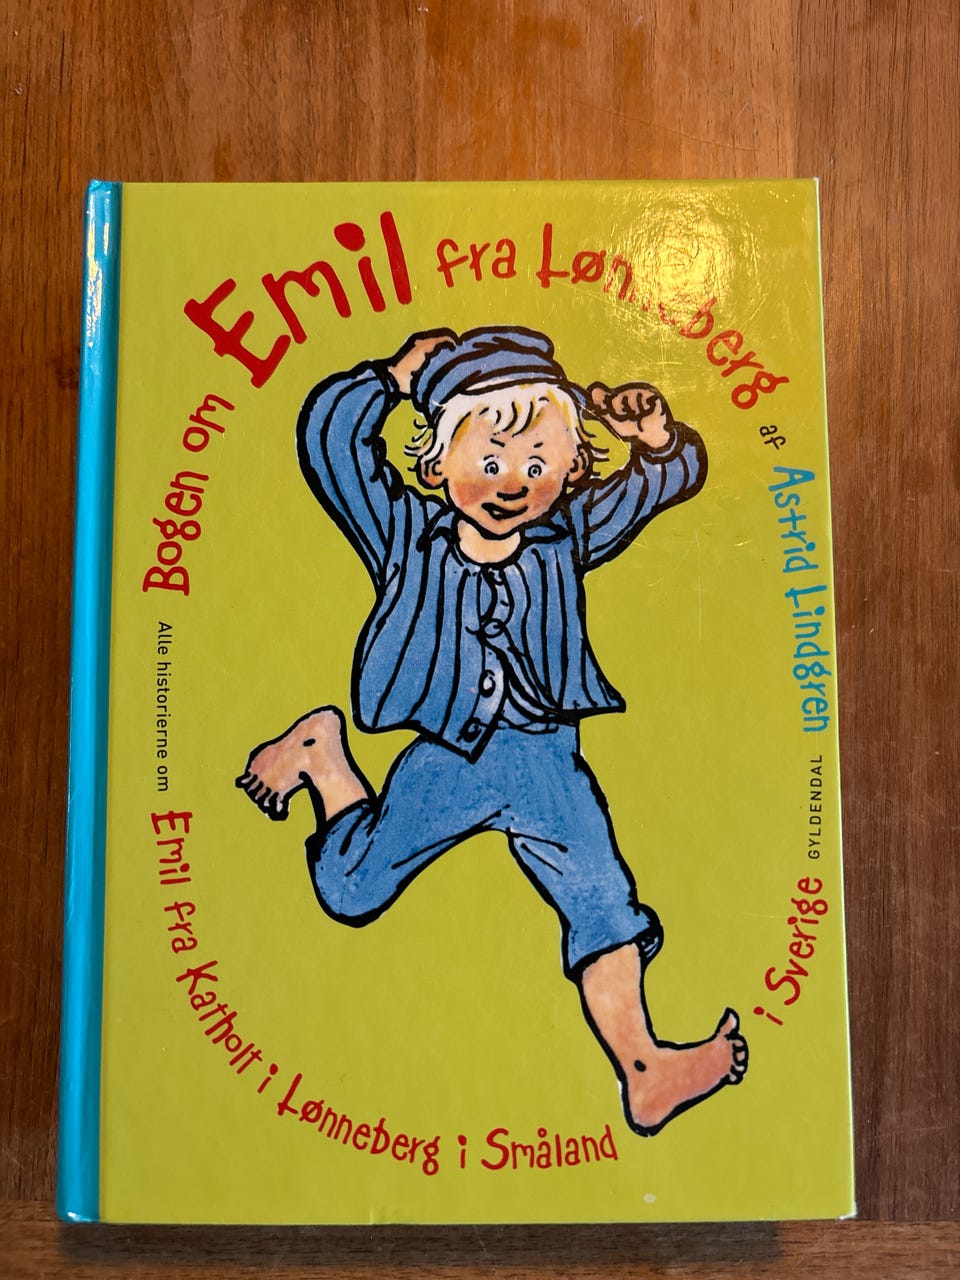 Bogen om Emil fra Lønneberg
af Astrid Lindgren
GYLDENDAL
Alle historierne om
Emil fra Katholt i Lønneberg i Småland i Sverige